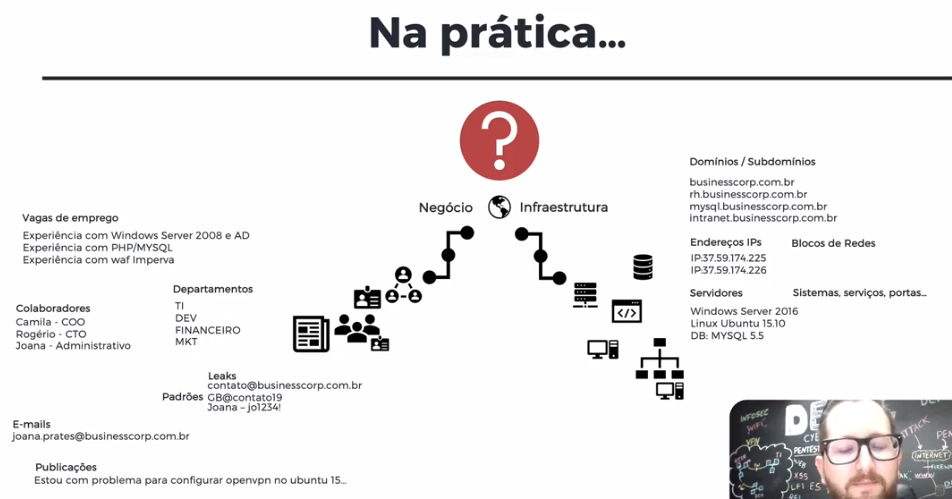 Na prática...
Negócio
Infraestrutura
Vagas de emprego
Experiência com Windows Server 2008 e AD
Experiência com PHP/MYSQL
Experiência com waf Imperva
Departamentos
TI
DEV
FINANCEIRO
MKT
Colaboradores
Camila - COO
Rogério - CTO
Joana - Administrativo
Leaks
contato@businesscorp.com.br
Padrões GB@contato19
Joana – jo1234!
E-mails
joana.prates@businesscorp.com.br
Publicações
Estou com problema para configurar openvpn no ubuntu 15...
Domínios / Subdomínios
businesscorp.com.br
rh.businesscorp.com.br
mysql.businesscorp.com.br
intranet.businesscorp.com.br
Endereços IPs
IP:37.59.174.225
IP:37.59.174.226
Blocos de Redes
Servidores
Windows Server 2016
Linux Ubuntu 15.10
DB: MYSQL 5.5
Sistemas, serviços, portas...
INFOSEC
VPN
PENTEST
XSS
LFI
INTERNET